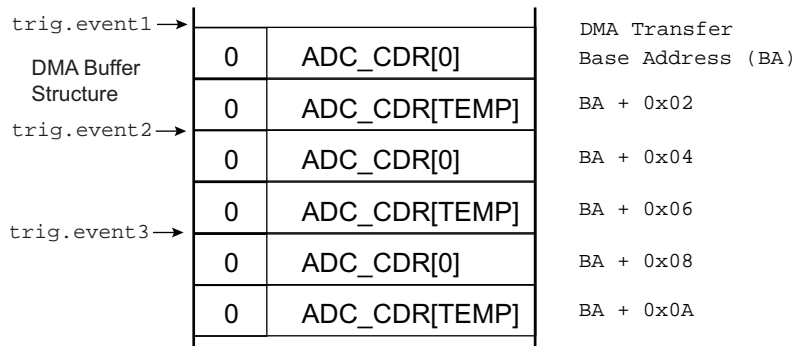 trig.event1
DMA Transfer
Base Address (BA)
0 ADC_CDR[0]
DMA Buffer
Structure
0 ADC_CDR[TEMP] BA + 0x02
trig.event2
0 ADC_CDR[0] BA + 0x04
0 ADC_CDR[TEMP] BA + 0x06
trig.event3
0 ADC_CDR[0] BA + 0x08
0 ADC_CDR[TEMP] BA + 0x0A